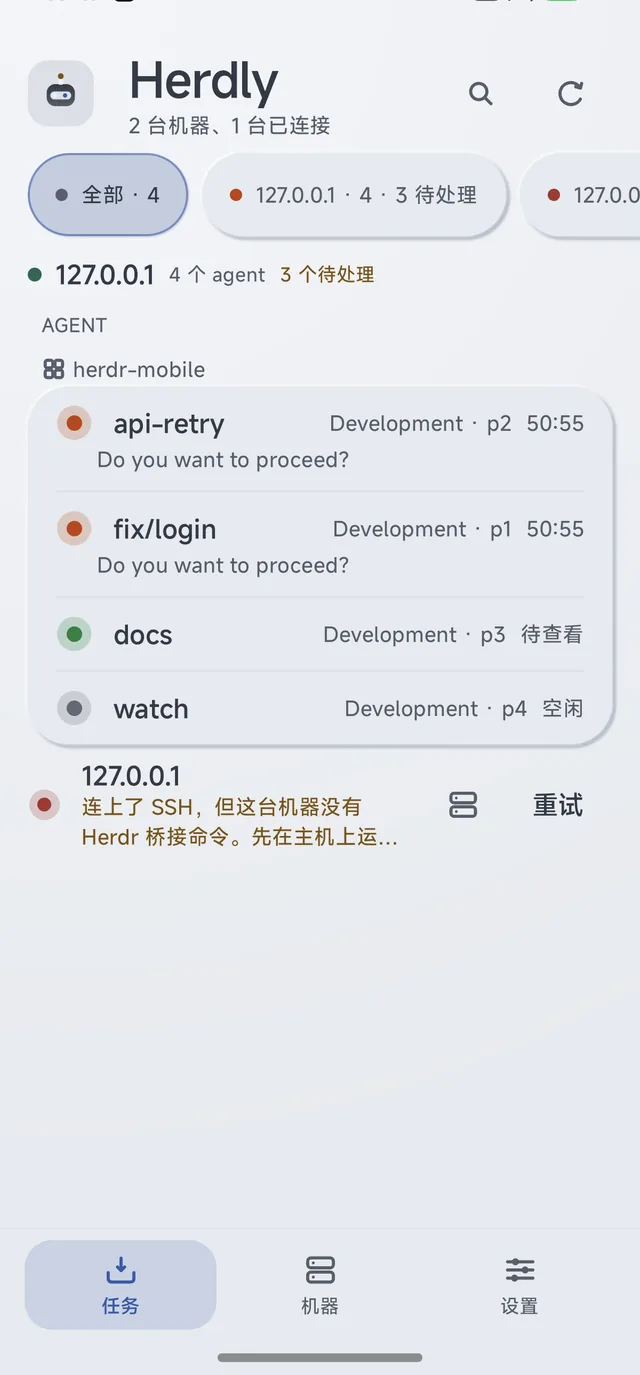 Herdly
2 台机器、1 台已连接
全部 · 4
127.0.0.1 · 4 · 3 待处理
127.0.0
127.0.0.1 4 个 agent 3 个待处理
AGENT
herdr-mobile
api-retry Development · p2 50:55
Do you want to proceed?
fix/login Development · p1 50:55
Do you want to proceed?
docs Development · p3 待查看
watch Development · p4 空闲
127.0.0.1
连上了 SSH，但这台机器没有
Herdr 桥接命令。先在主机上运...
重试
任务
机器
设置